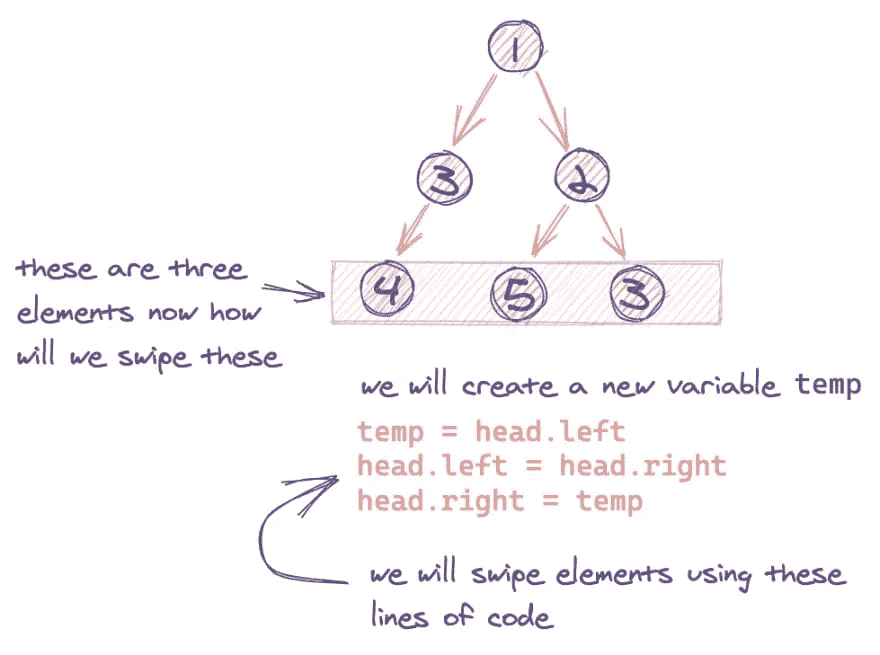 1
3 2
4 5 3
these are three
elements now how
will we swipe these
we will create a new variable temp
temp = head.left
head.left = head.right
head.right = temp
we will swipe elements using these
lines of code